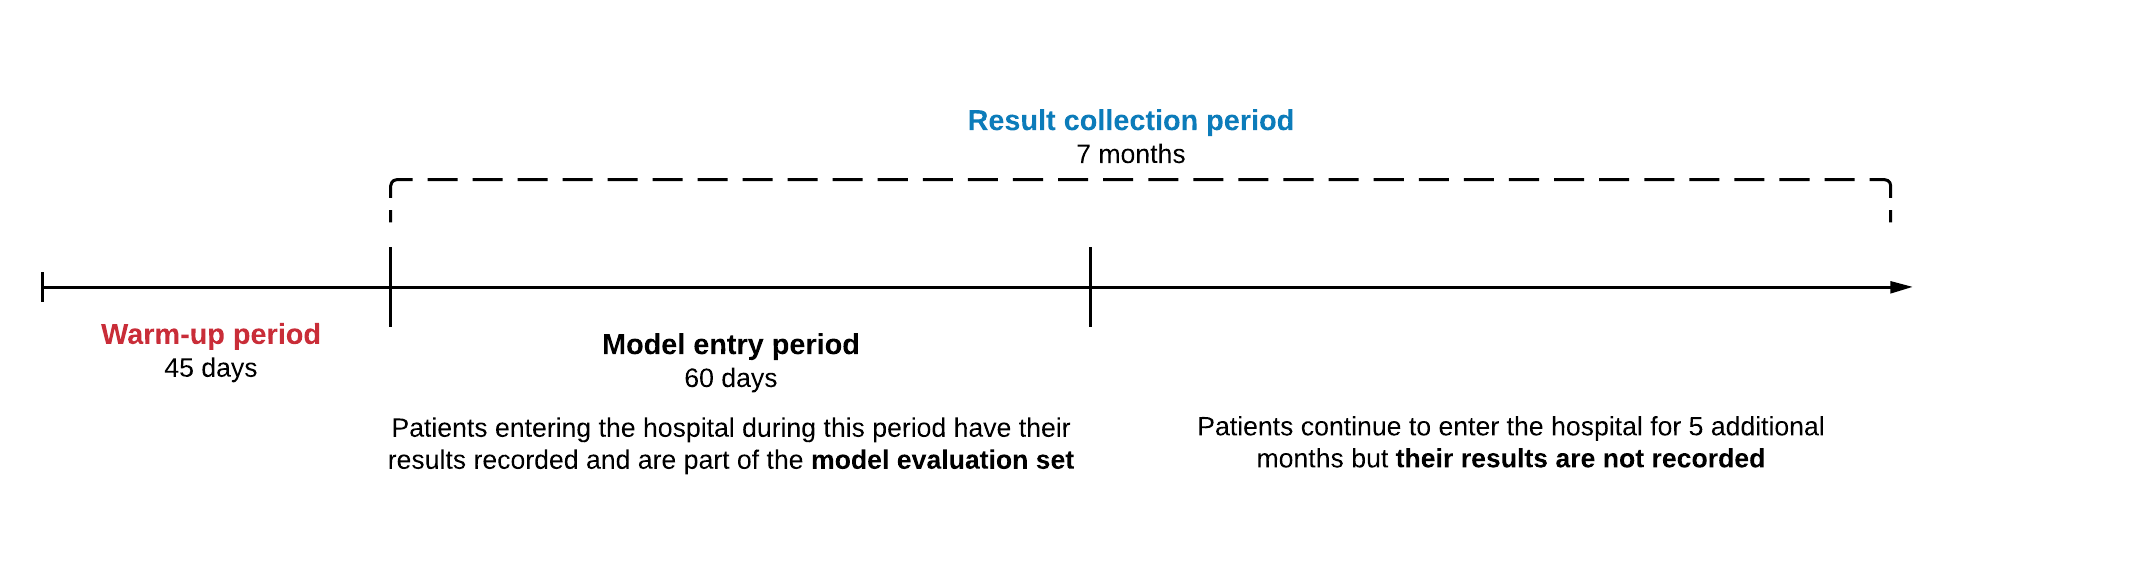 Result collection period
7 months
Warm-up period
45 days
Model entry period
60 days
Patients entering the hospital during this period have their
results recorded and are part of the model evaluation set
Patients continue to enter the hospital for 5 additional
months but their results are not recorded